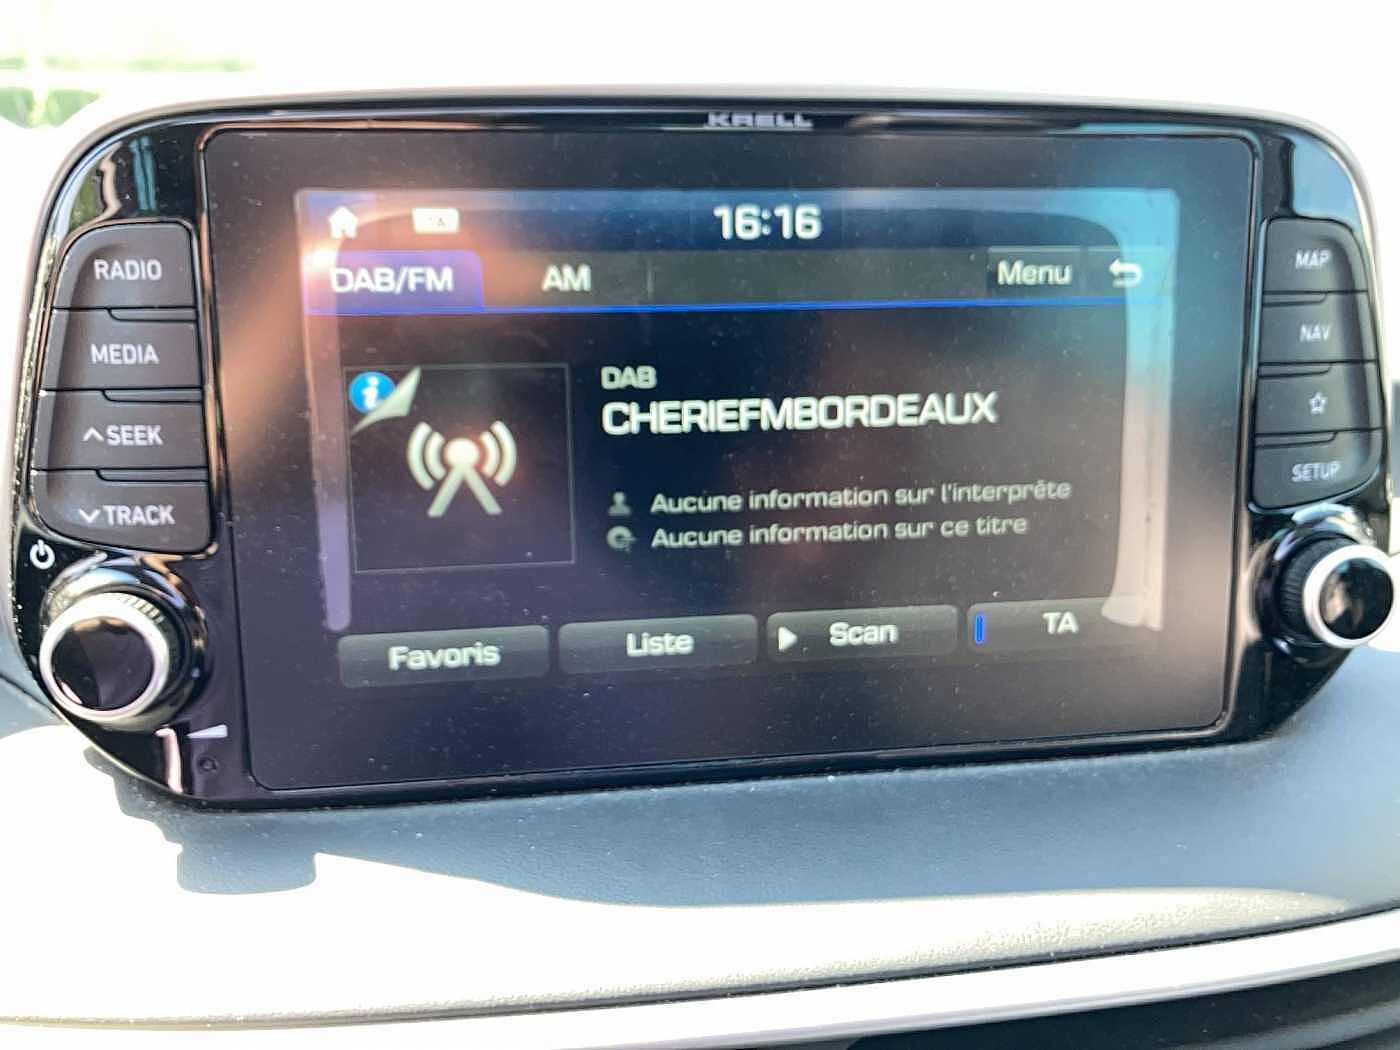 KRELL
TA
16:16
DAB/FM
AM
Menu
DAB
CHERIEFMBORDEAUX
Aucune information sur l'interprète
Aucune information sur ce titre
Favoris
Liste
Scan
TA
RADIO
MEDIA
SEEK
TRACK
MAP
NAV
SETUP